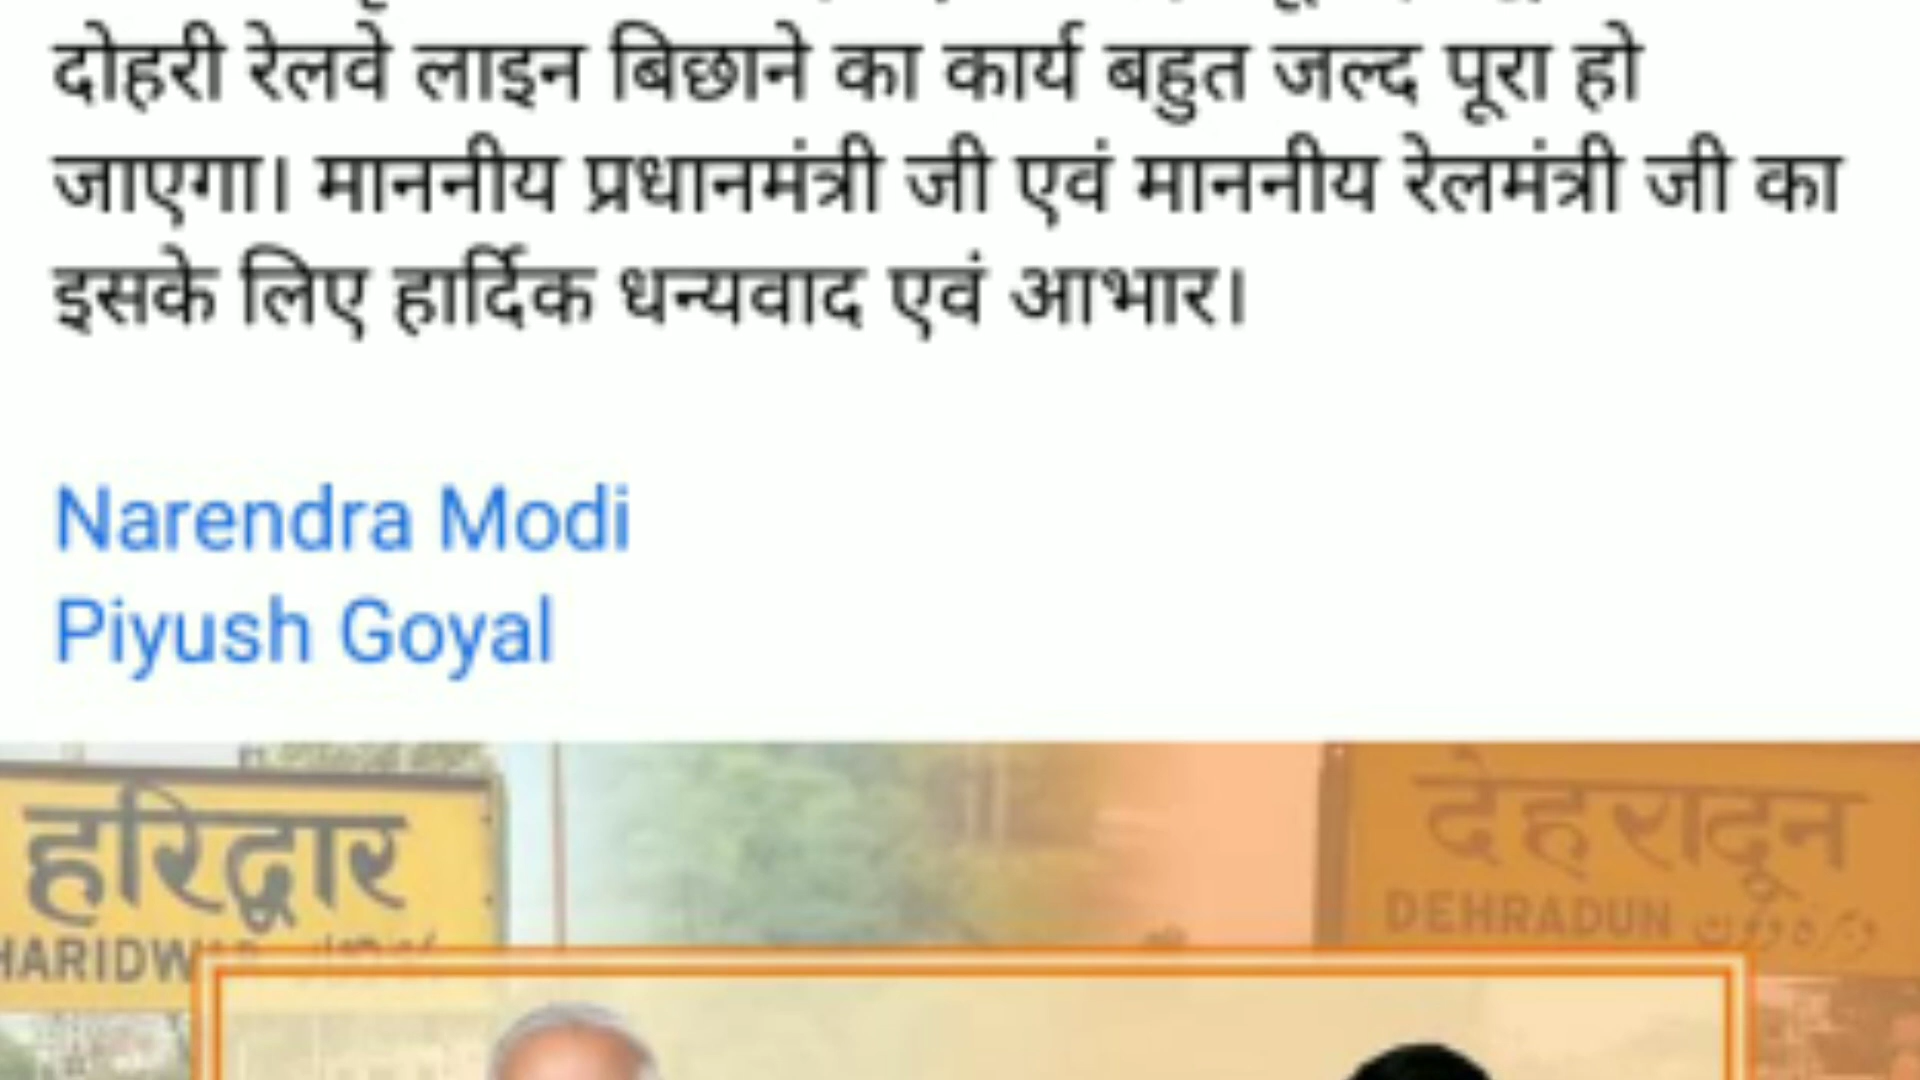 दोहरी रेलवे लाइन बिछाने का कार्य बहुत जल्द पूरा हो
जाएगा। माननीय प्रधानमंत्री जी एवं माननीय रेलमंत्री जी का
इसके लिए हार्दिक धन्यवाद एवं आभार।
Narendra Modi
Piyush Goyal
हरिद्वार
देहरादून
DEHRADUN